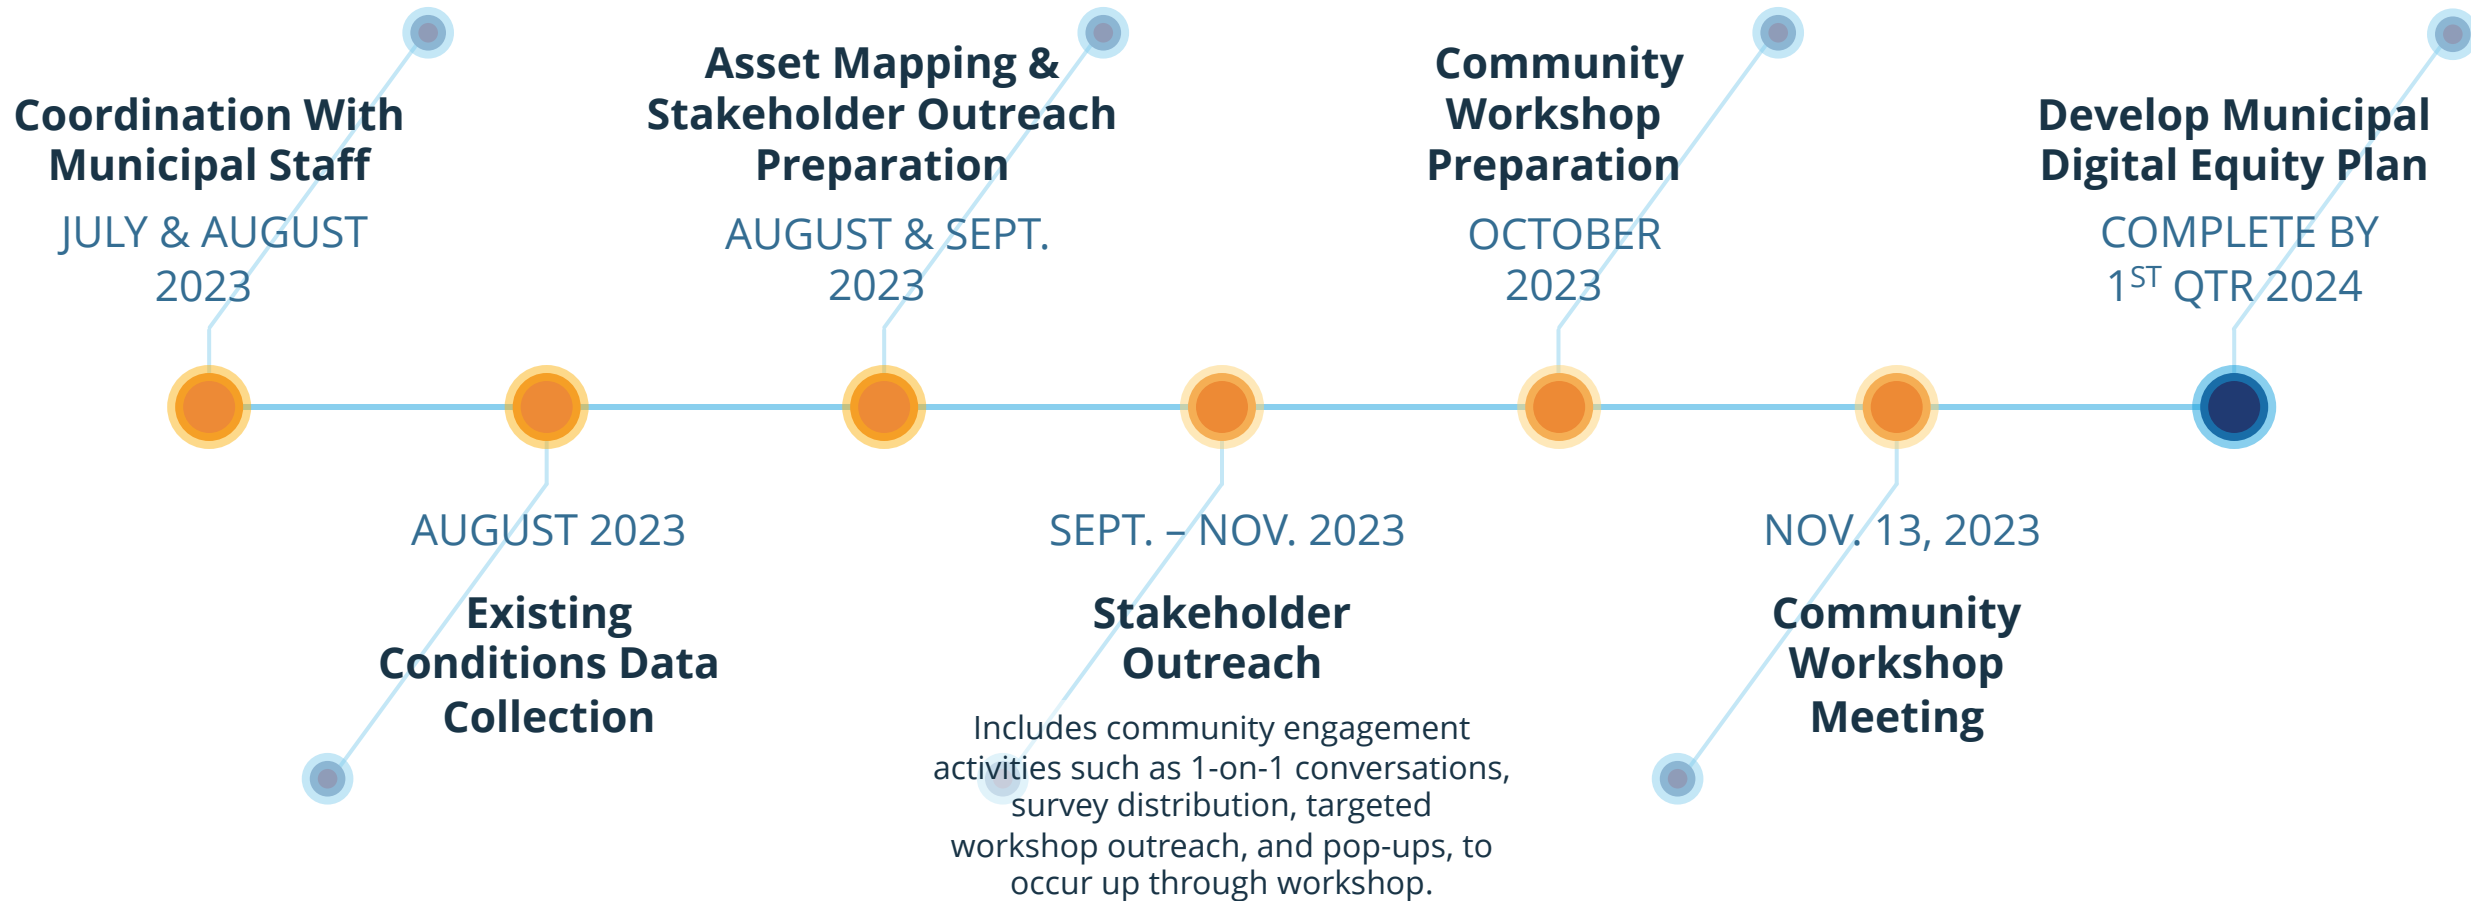 Coordination With
Municipal Staff
JULY & AUGUST
2023
AUGUST 2023
Existing
Conditions Data
Collection
Asset Mapping &
Stakeholder Outreach
Preparation
AUGUST & SEPT.
2023
SEPT. – NOV. 2023
Stakeholder
Outreach
Includes community engagement
activities such as 1-on-1 conversations,
survey distribution, targeted
workshop outreach, and pop-ups, to
occur up through workshop.
Community
Workshop
Preparation
OCTOBER
2023
NOV. 13, 2023
Community
Workshop
Meeting
Develop Municipal
Digital Equity Plan
COMPLETE BY
1ST QTR 2024